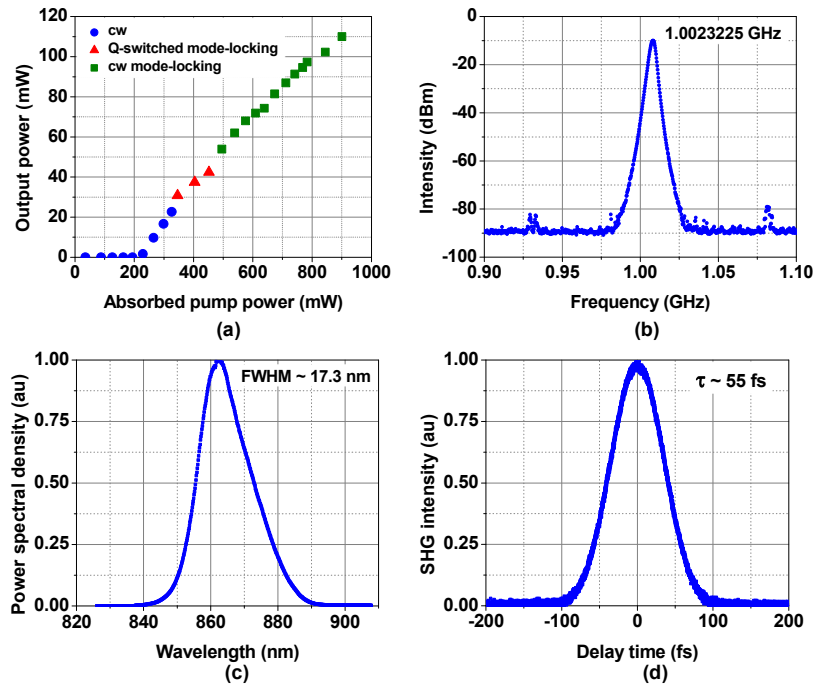 120
100
80
60
40
20
0
Output power (mW)
cw
Q-switched mode-locking
cw mode-locking
0 200 400 600 800 1000
Absorbed pump power (mW)
(a)
0
-20
-40
-60
-80
-100
Intensity (dBm)
1.0023225 GHz
0.90 0.95 1.00 1.05 1.10
Frequency (GHz)
(b)
1.00
0.75
0.50
0.25
0.00
Power spectral density (au)
FWHM ~ 17.3 nm
820 840 860 880 900
Wavelength (nm)
(c)
1.00
0.75
0.50
0.25
0.00
SHG intensity (au)
τ ~ 55 fs
-200 -100 0 100 200
Delay time (fs)
(d)